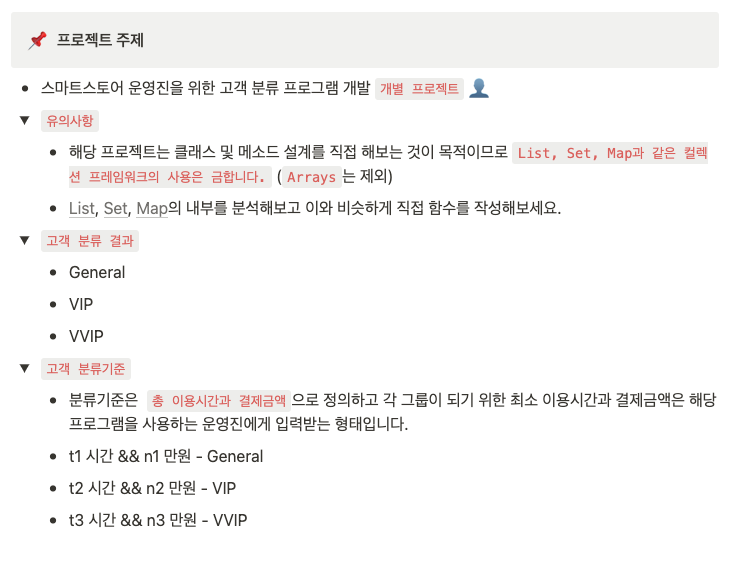 프로젝트 주제
스마트스토어 운영진을 위한 고객 분류 프로그램 개발 개별 프로젝트
유의사항
해당 프로젝트는 클래스 및 메소드 설계를 직접 해보는 것이 목적이므로 List, Set, Map과 같은 컬렉
션 프레임워크의 사용은 금합니다. (Arrays는 제외)
List, Set, Map의 내부를 분석해보고 이와 비슷하게 직접 함수를 작성해보세요.
고객 분류 결과
General
VIP
VVIP
고객 분류기준
분류기준은 총 이용시간과 결제금액으로 정의하고 각 그룹이 되기 위한 최소 이용시간과 결제금액은 해당
프로그램을 사용하는 운영진에게 입력받는 형태입니다.
t1 시간 && n1 만원 - General
t2 시간 && n2 만원 - VIP
t3 시간 && n3 만원 - VVIP